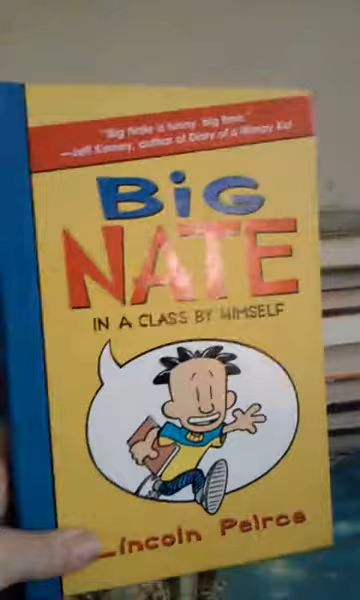 "Big Nate is funny, big time."
—Jeff Kinney, author of Diary of a Wimpy Kid
BiG
NATE
IN A CLASS BY HIMSELF
Lincoln Peirce